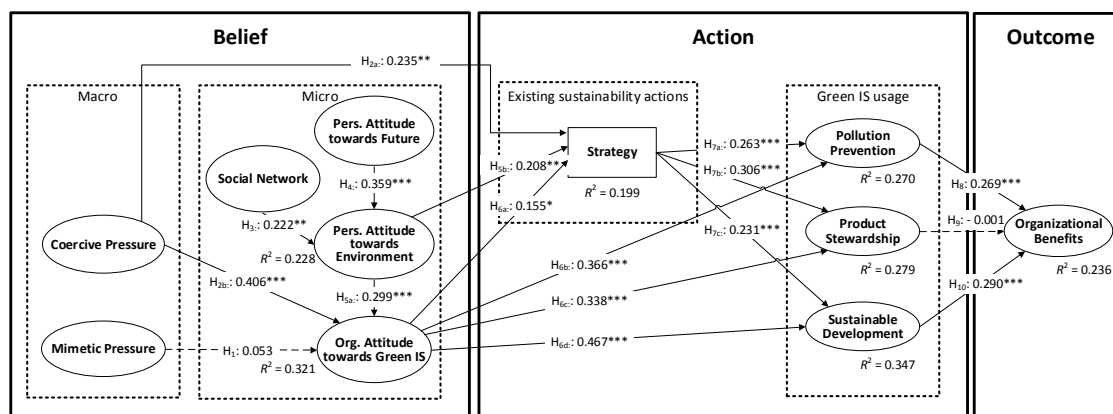 Belief
Action
Outcome
H2a: 0.235**
Macro
Micro
Existing sustainability actions
Green IS usage
Pers. Attitude
towards Future
Social Network
H4: 0.359***
H3: 0.222**
Coercive Pressure
Pers. Attitude
towards
Environment
R² = 0.228
H2b: 0.406***
H5a: 0.299***
Mimetic Pressure
H1: 0.053
Org. Attitude
towards Green IS
R² = 0.321
H5b: 0.208**
H6a: 0.155*
Strategy
R² = 0.199
H7a: 0.263***
H7b: 0.306***
H7c: 0.231***
H6b: 0.366***
H6c: 0.338***
H6d: 0.467***
Pollution
Prevention
R² = 0.270
Product
Stewardship
R² = 0.279
Sustainable
Development
R² = 0.347
H8: 0.269***
H9: - 0.001
H10: 0.290***
Organizational
Benefits
R² = 0.236